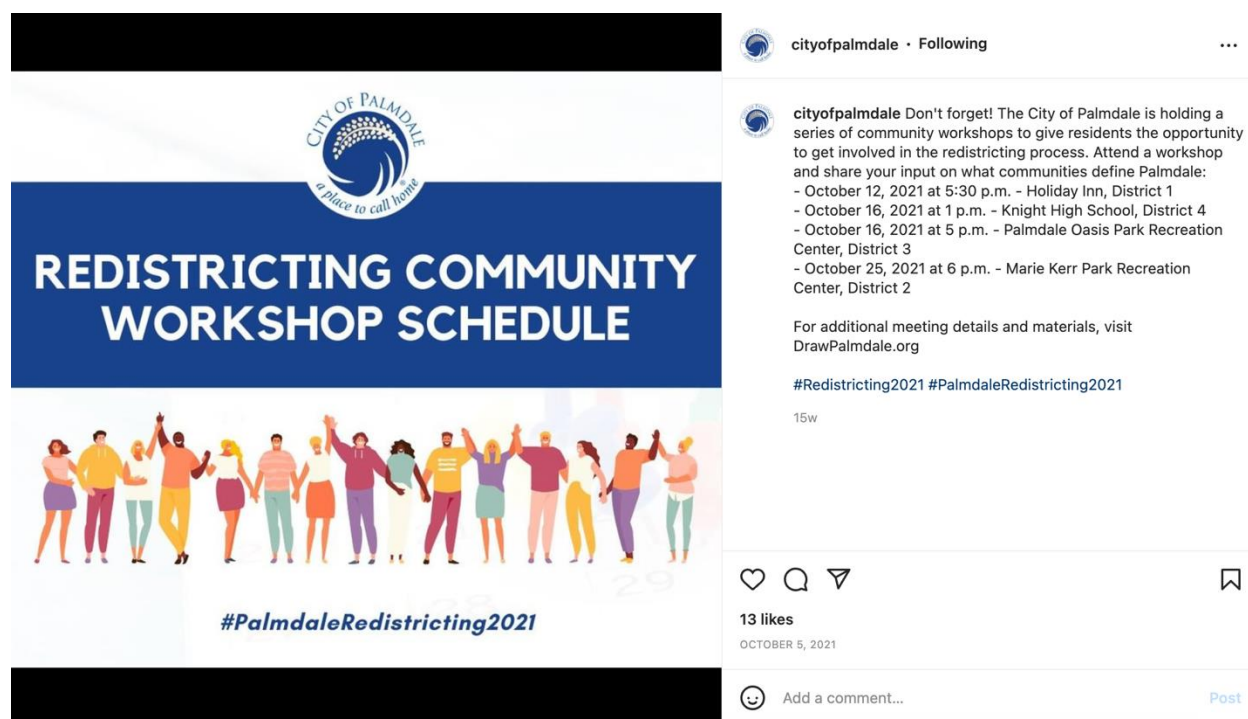 CITY OF PALMDALE
a place to call home
REDISTRICTING COMMUNITY
WORKSHOP SCHEDULE
#PalmdaleRedistricting2021
cityofpalmdale • Following
cityofpalmdale Don't forget! The City of Palmdale is holding a
series of community workshops to give residents the opportunity
to get involved in the redistricting process. Attend a workshop
and share your input on what communities define Palmdale:
- October 12, 2021 at 5:30 p.m. - Holiday Inn, District 1
- October 16, 2021 at 1 p.m. - Knight High School, District 4
- October 16, 2021 at 5 p.m. - Palmdale Oasis Park Recreation
Center, District 3
- October 25, 2021 at 6 p.m. - Marie Kerr Park Recreation
Center, District 2
For additional meeting details and materials, visit
DrawPalmdale.org
#Redistricting2021 #PalmdaleRedistricting2021
15w
13 likes
OCTOBER 5, 2021
Add a comment...
Post